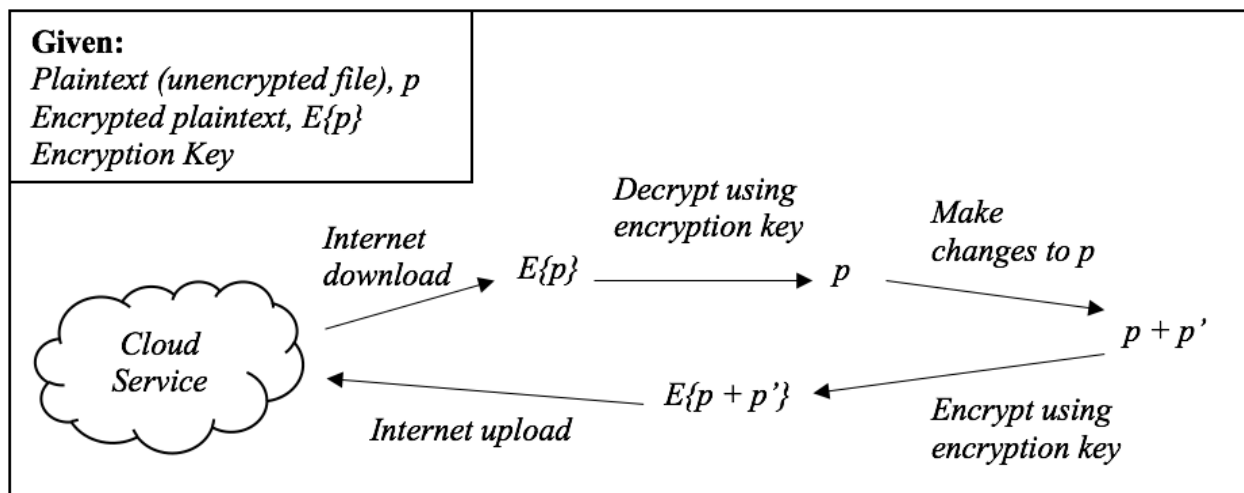 Given:
Plaintext (unencrypted file), p
Encrypted plaintext, E{p}
Encryption Key
Decrypt using
encryption key
Make
changes to p
Internet
download
E{p}
p
p + p’
Cloud
Service
E{p + p’}
Internet upload
Encrypt using
encryption key